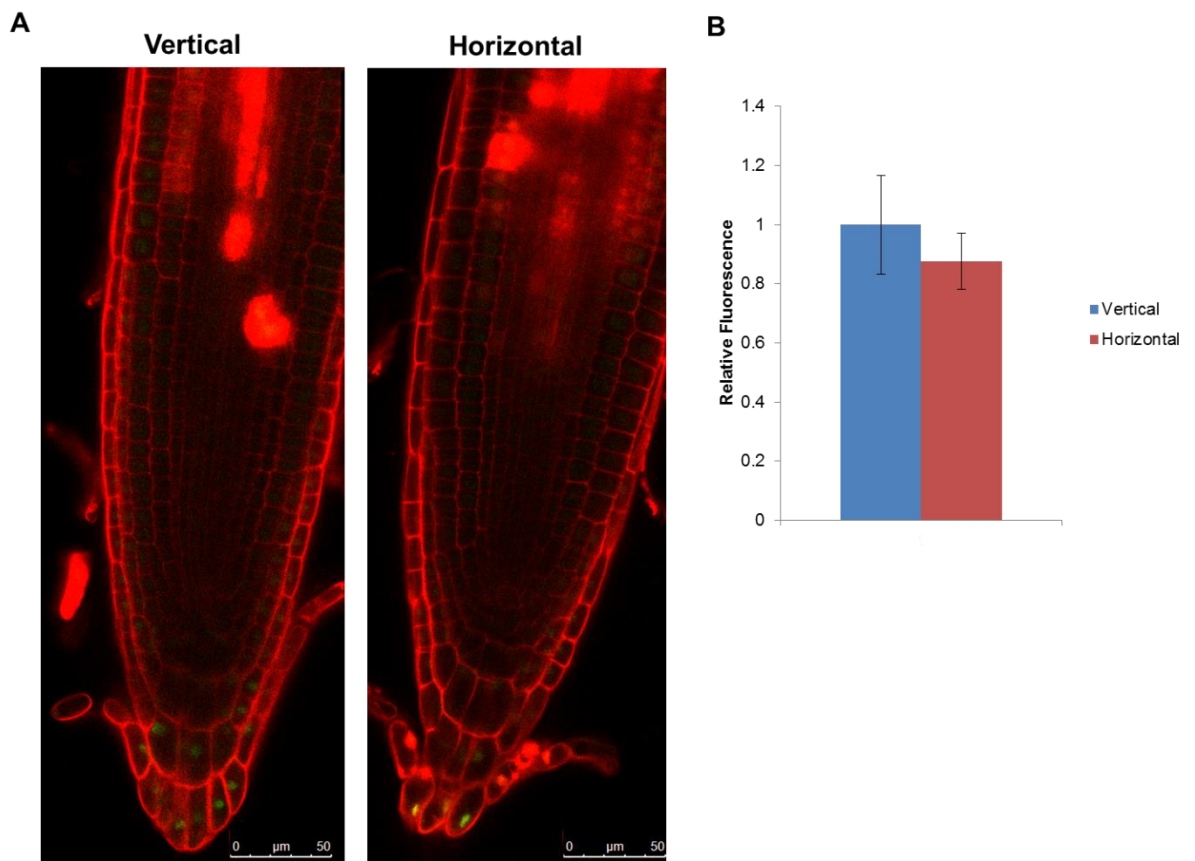 A
Vertical
Horizontal
0 µm 50
0 µm 50
B
Relative Fluorescence
1.4
1.2
1
0.8
0.6
0.4
0.2
0
Vertical
Horizontal